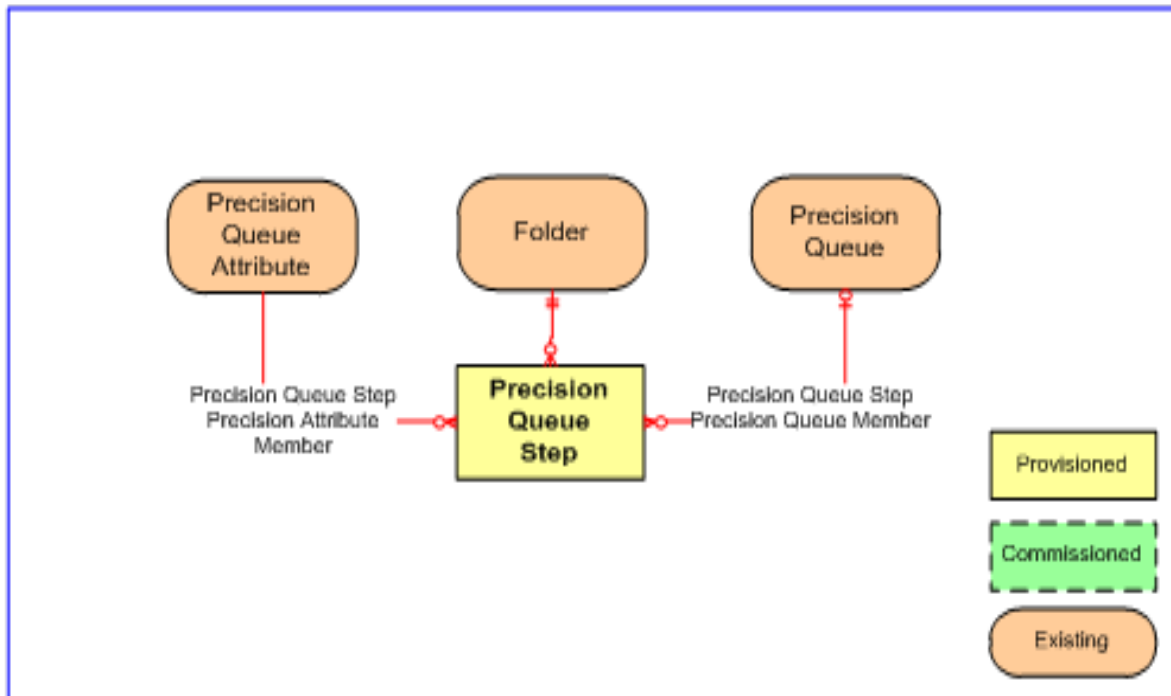 Precision
Queue
Attribute
Folder
Precision
Queue
Precision Queue Step
Precision Attribute
Member
Precision
Queue
Step
Precision Queue Step
Precision Queue Member
Provisioned
Commissioned
Existing